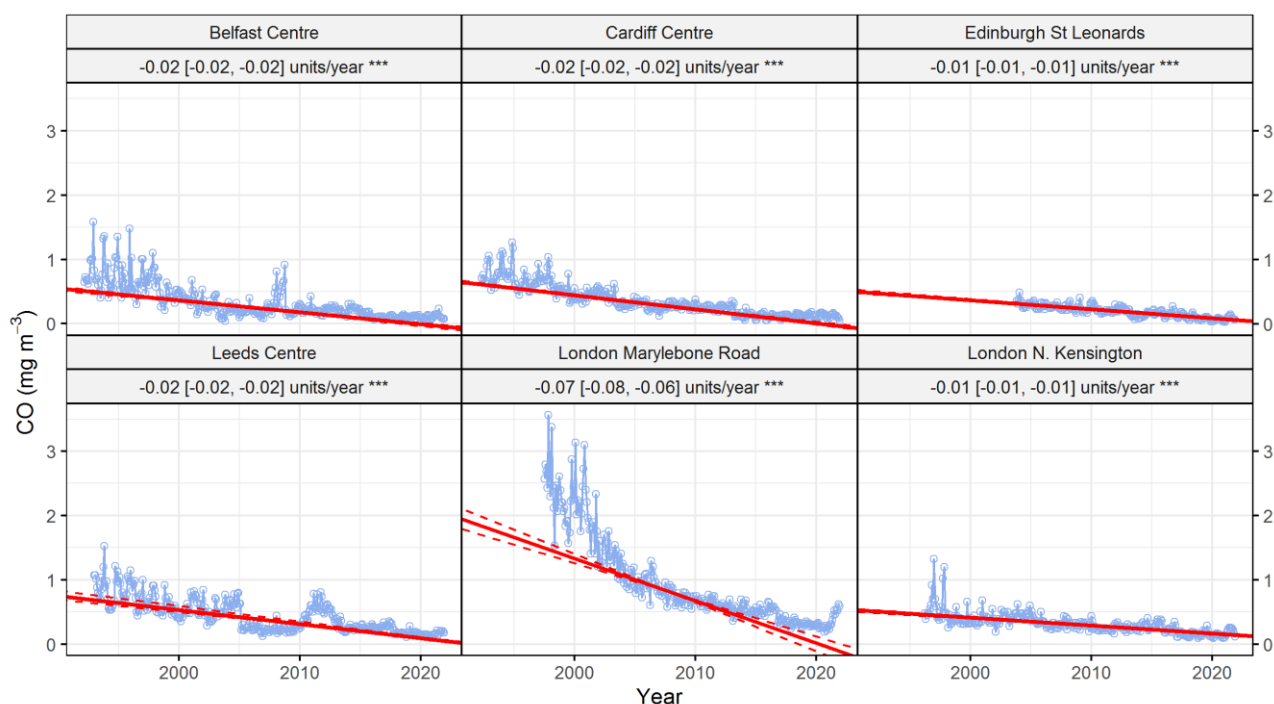 Belfast Centre
Cardiff Centre
Edinburgh St Leonards
-0.02 [-0.02, -0.02] units/year ***
-0.02 [-0.02, -0.02] units/year ***
-0.01 [-0.01, -0.01] units/year ***
3
2
1
0
3
2
1
0
Leeds Centre
London Marylebone Road
London N. Kensington
-0.02 [-0.02, -0.02] units/year ***
-0.07 [-0.08, -0.06] units/year ***
-0.01 [-0.01, -0.01] units/year ***
CO (mg m⁻³)
3
2
1
0
3
2
1
0
2000 2010 2020
2000 2010 2020
2000 2010 2020
Year